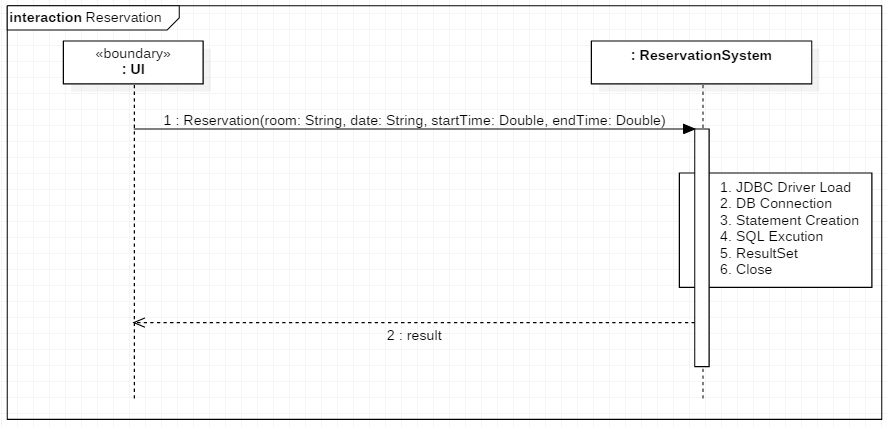 interaction Reservation
«boundary»
: UI
: ReservationSystem
1 : Reservation(room: String, date: String, startTime: Double, endTime: Double)
1. JDBC Driver Load
2. DB Connection
3. Statement Creation
4. SQL Excution
5. ResultSet
6. Close
2 : result